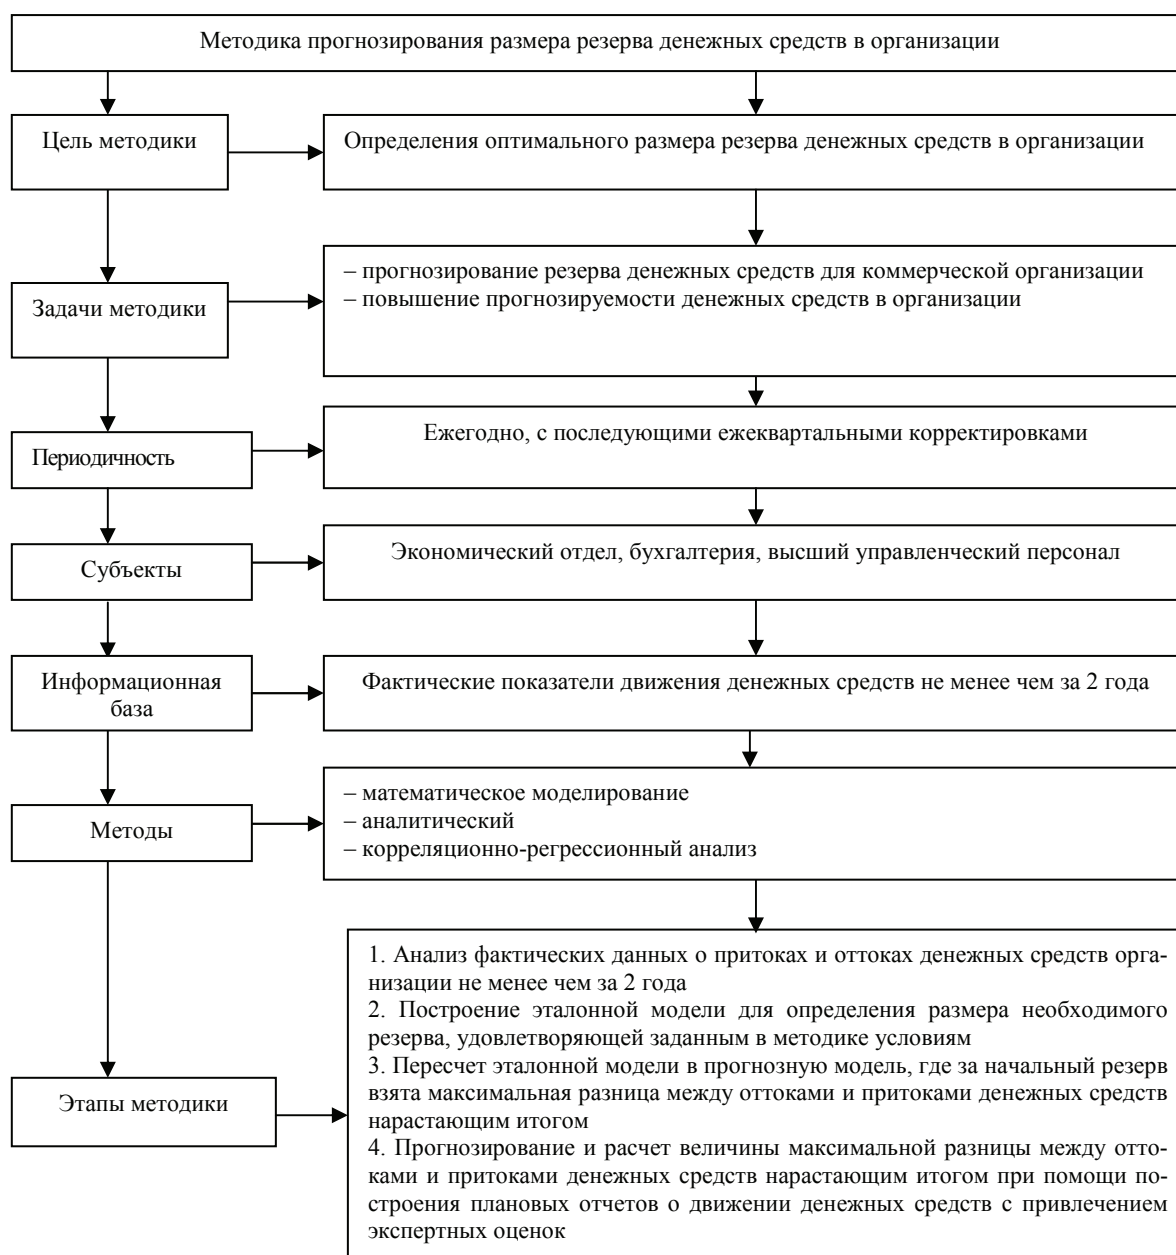 Методика прогнозирования размера резерва денежных средств в организации
Цель методики
Определения оптимального размера резерва денежных средств в организации
Задачи методики
– прогнозирование резерва денежных средств для коммерческой организации
– повышение прогнозируемости денежных средств в организации
Периодичность
Ежегодно, с последующими ежеквартальными корректировками
Субъекты
Экономический отдел, бухгалтерия, высший управленческий персонал
Информационная
база
Фактические показатели движения денежных средств не менее чем за 2 года
Методы
– математическое моделирование
– аналитический
– корреляционно-регрессионный анализ
Этапы методики
1. Анализ фактических данных о притоках и оттоках денежных средств орга-
низации не менее чем за 2 года
2. Построение эталонной модели для определения размера необходимого
резерва, удовлетворяющей заданным в методике условиям
3. Пересчет эталонной модели в прогнозную модель, где за начальный резерв
взята максимальная разница между оттоками и притоками денежных средств
нарастающим итогом
4. Прогнозирование и расчет величины максимальной разницы между отто-
ками и притоками денежных средств нарастающим итогом при помощи по-
строения плановых отчетов о движении денежных средств с привлечением
экспертных оценок